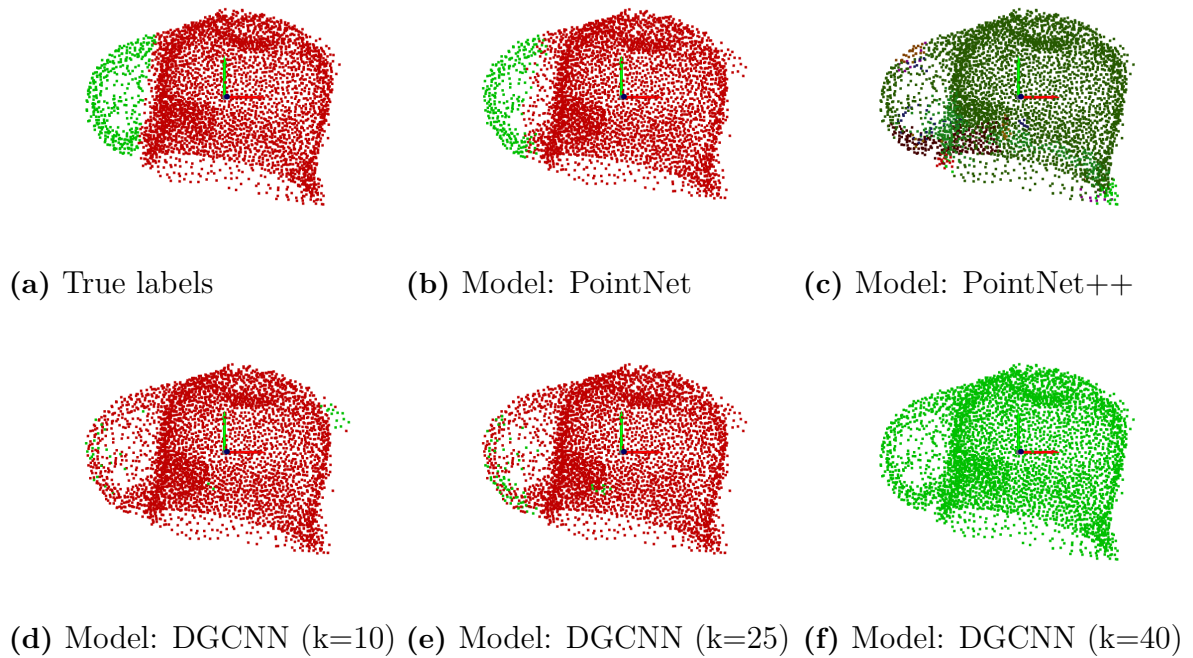 (a) True labels
(b) Model: PointNet
(c) Model: PointNet++
(d) Model: DGCNN (k=10)
(e) Model: DGCNN (k=25)
(f) Model: DGCNN (k=40)